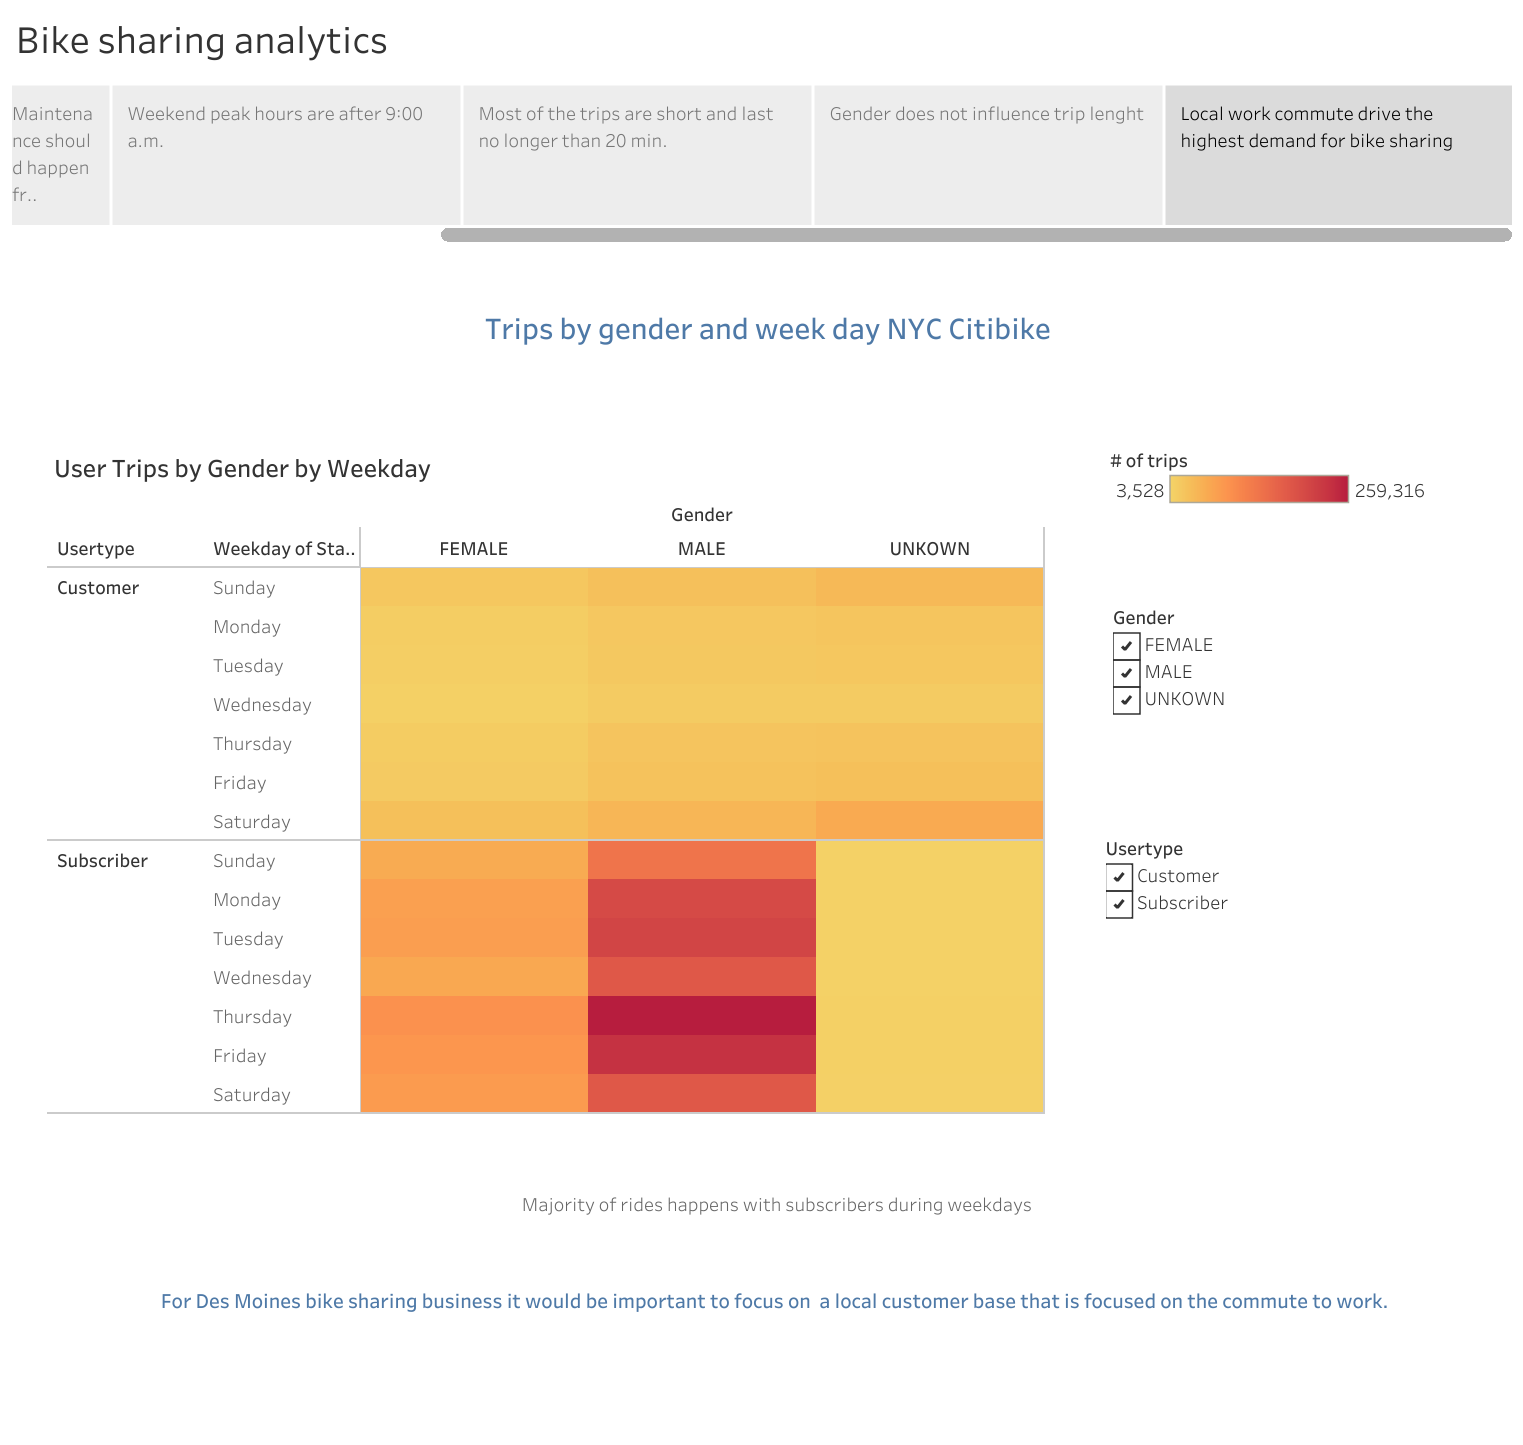 Bike sharing analytics
Maintena
nce shoul
d happen
fr..
Weekend peak hours are after 9:00
a.m.
Most of the trips are short and last
no longer than 20 min.
Gender does not influence trip lenght
Local work commute drive the
highest demand for bike sharing
Trips by gender and week day NYC Citibike
User Trips by Gender by Weekday
# of trips
3,528 259,316
Gender
Usertype Weekday of Sta.. FEMALE MALE UNKOWN
Customer Sunday
Monday
Tuesday
Wednesday
Thursday
Friday
Saturday
Subscriber Sunday
Monday
Tuesday
Wednesday
Thursday
Friday
Saturday
Gender
FEMALE
MALE
UNKOWN
Usertype
Customer
Subscriber
Majority of rides happens with subscribers during weekdays
For Des Moines bike sharing business it would be important to focus on  a local customer base that is focused on the commute to work.